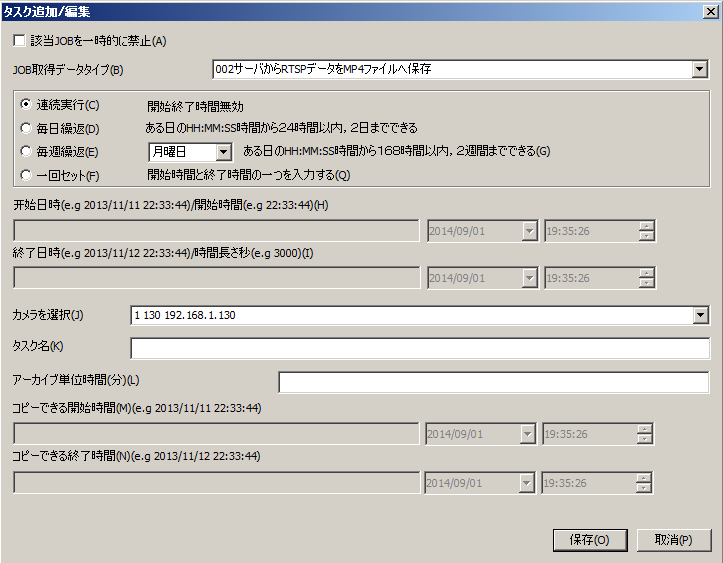 タスク追加/編集
該当JOBを一時的に禁止(A)
JOB取得データタイプ(B)
002サーバからRTSPデータをMP4ファイルへ保存
連続実行(C) 開始終了時間無効
毎日繰返(D) ある日のHH:MM:SS時間から24時間以内, 2日までできる
毎週繰返(E) 月曜日 ある日のHH:MM:SS時間から168時間以内, 2週間までできる(G)
一回セット(F) 開始時間と終了時間の一つを入力する(Q)
开始日時(e.g 2013/11/11 22:33:44)/開始時間(e.g 22:33:44)(H)
2014/09/01 19:35:26
終了日時(e.g 2013/11/12 22:33:44)/時間長さ秒(e.g 3000)(I)
2014/09/01 19:35:26
カメラを選択(J) 1 130 192.168.1.130
タスク名(K)
アーカイブ単位時間(分)(L)
コピーできる開始時間(M)(e.g 2013/11/11 22:33:44)
2014/09/01 19:35:26
コピーできる終了時間(N)(e.g 2013/11/12 22:33:44)
2014/09/01 19:35:26
保存(O) 取消(P)